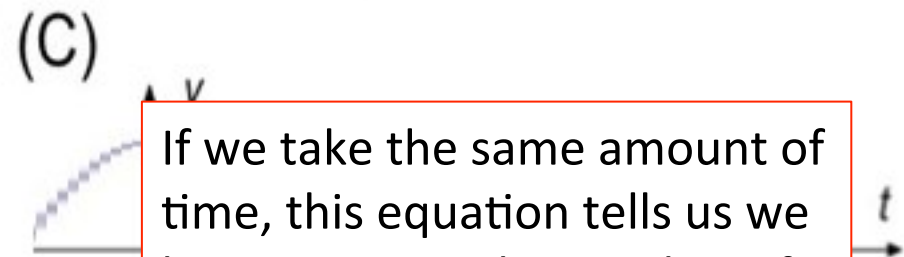 (C)
v
If we take the same amount of
time, this equation tells us we
t